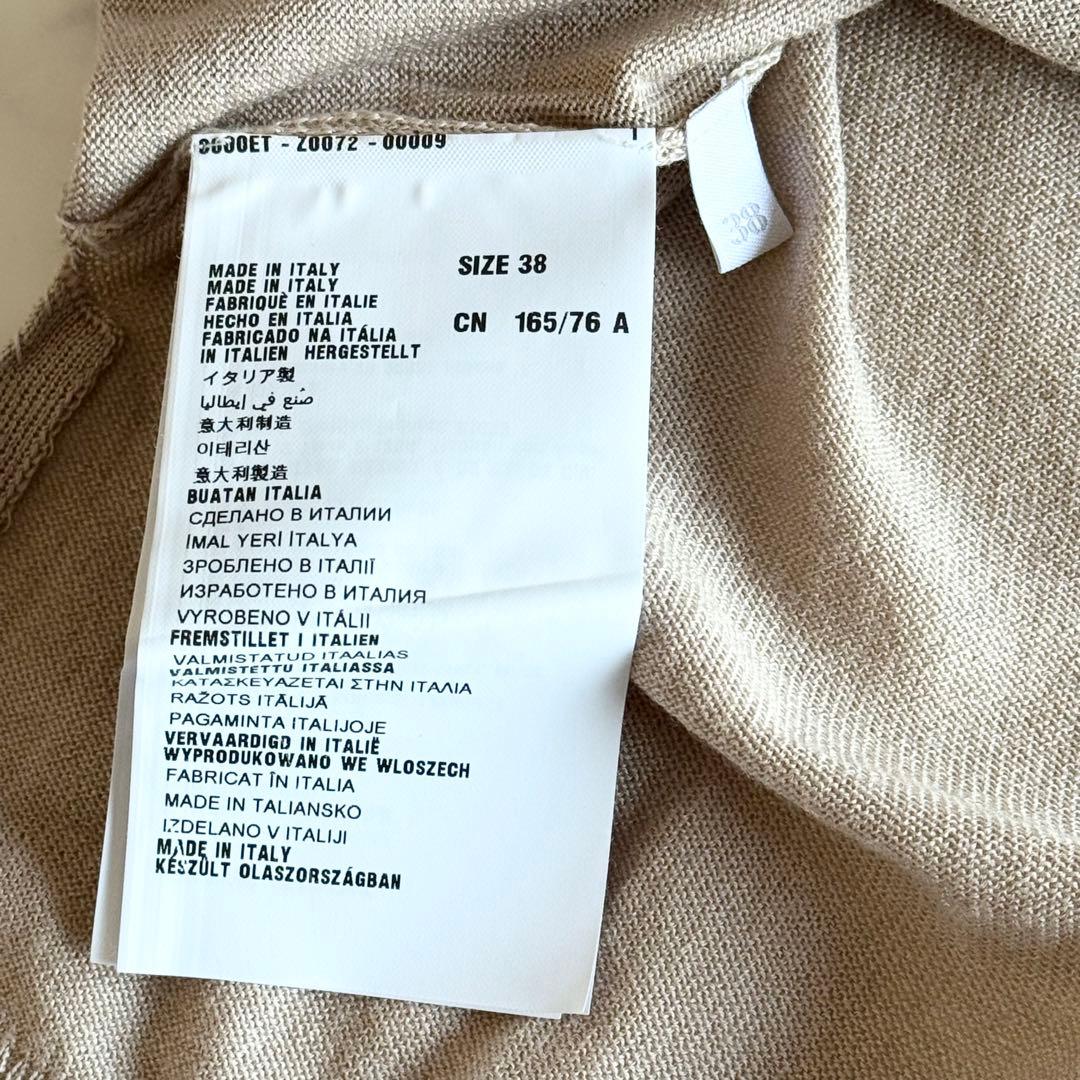 - Z0072 - 00009
MADE IN ITALY
MADE IN ITALY
FABRIQUÈ EN ITALIE
HECHO EN ITALIA
FABRICADO NA ITÁLIA
IN ITALIEN HERGESTELLT
イタリア製
صُنع في إيطاليا
意大利制造
이태리산
意大利製造
BUATAN ITALIA
СДЕЛАНО В ИТАЛИИ
İMAL YERİ İTALYA
ЗРОБЛЕНО В ІТАЛІЇ
ИЗРАБОТЕНО В ИТАЛИЯ
VYROBENO V ITÁLII
FREMSTILLET I ITALIEN
VALMISTATUD ITAALIAS
VALMISTETTU ITALIASSA
ΚΑΤΑΣΚΕΥΑΖΕΤΑΙ ΣΤΗΝ ΙΤΑΛΙΑ
RAŽOTS ITĀLIJĀ
PAGAMINTA ITALIJOJE
VERVAARDIGD IN ITALIË
WYPRODUKOWANO WE WLOSZECH
FABRICAT ÎN ITALIA
MADE IN TALIANSKO
IZDELANO V ITALIJI
MADE IN ITALY
KÉSZÜLT OLASZORSZÁGBAN
SIZE 38
CN 165/76 A